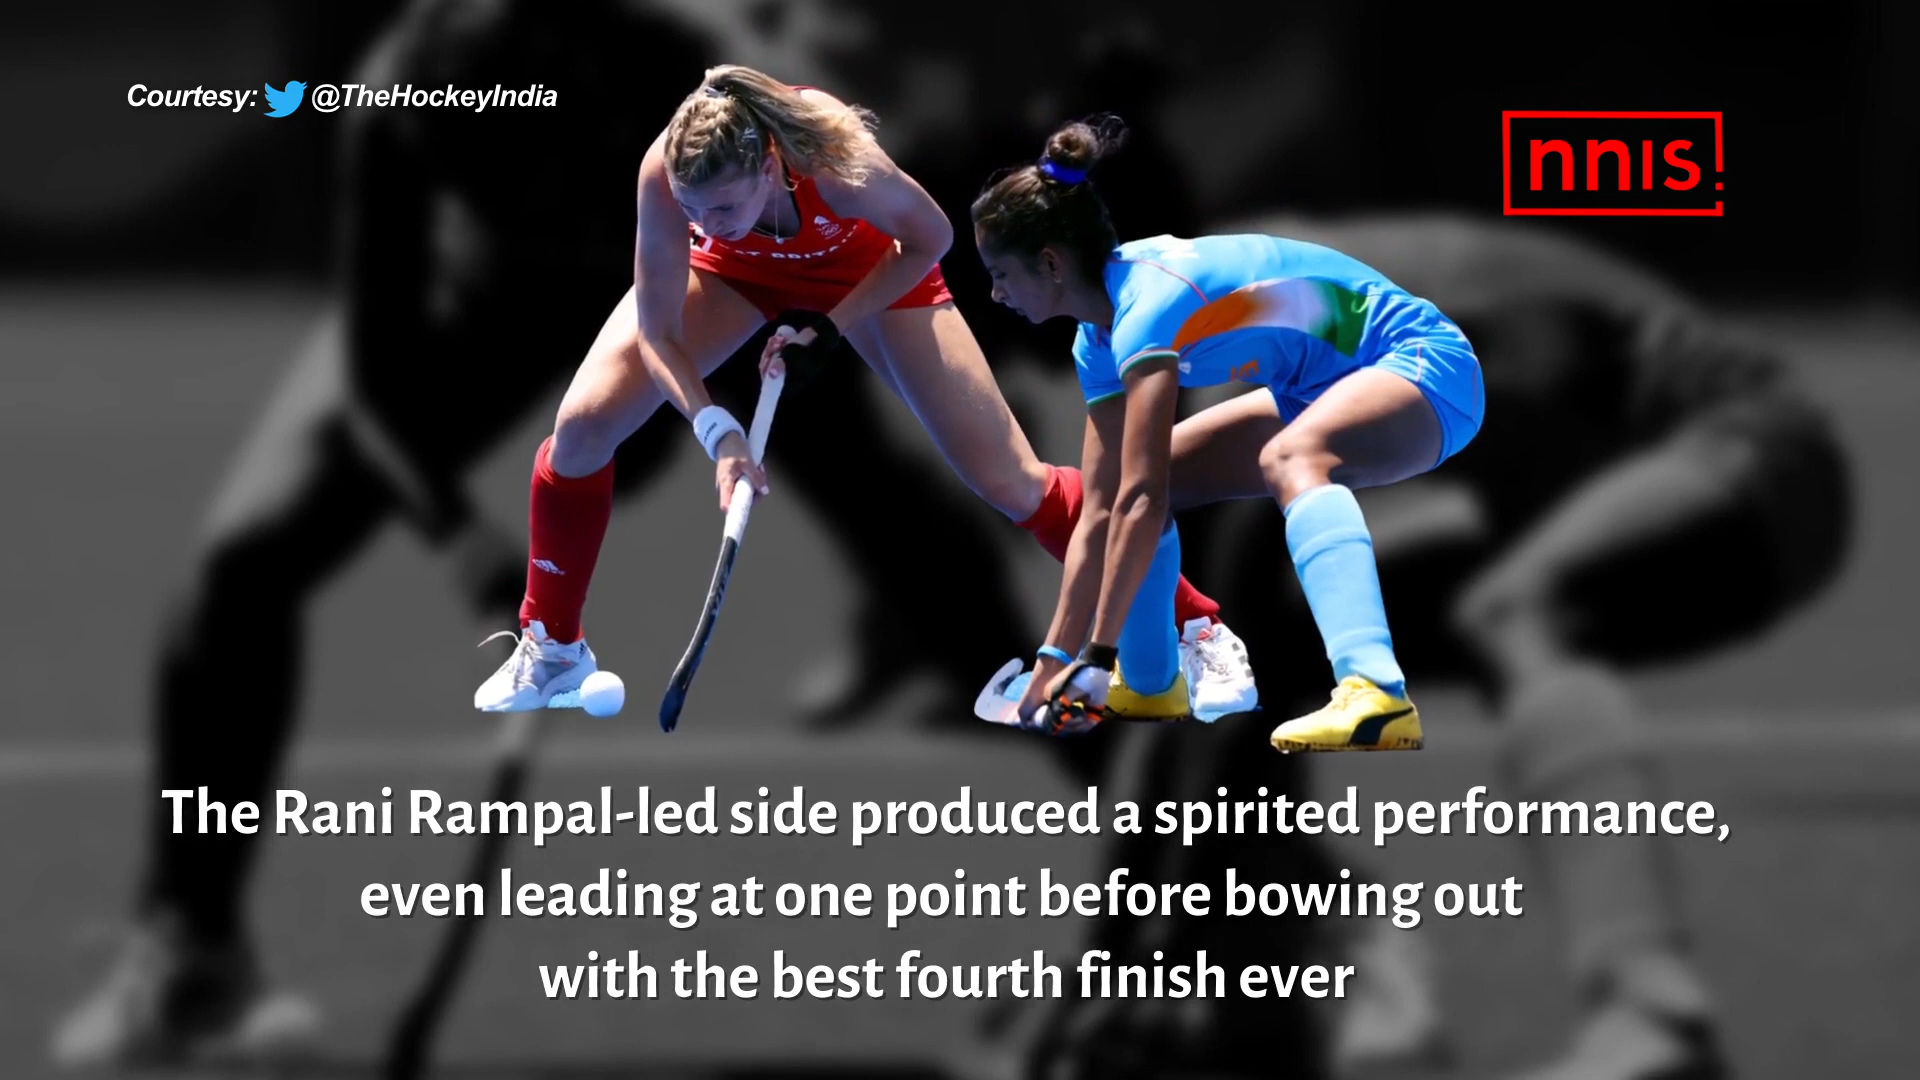 Courtesy: @TheHockeyIndia
nnis
The Rani Rampal-led side produced a spirited performance,
even leading at one point before bowing out
with the best fourth finish ever